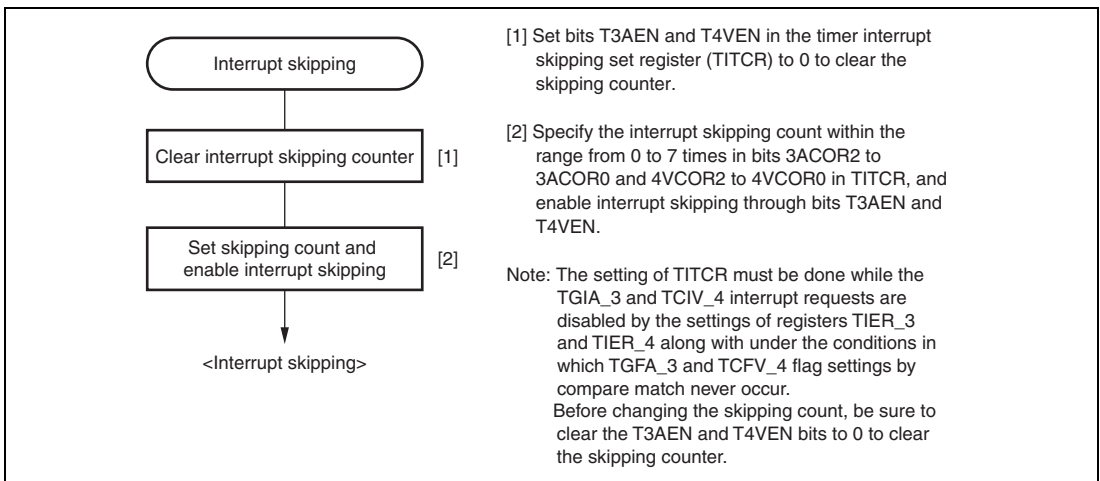 Interrupt skipping
Clear interrupt skipping counter
[1]
Set skipping count and
enable interrupt skipping
[2]
<Interrupt skipping>
[1] Set bits T3AEN and T4VEN in the timer interrupt
skipping set register (TITCR) to 0 to clear the
skipping counter.
[2] Specify the interrupt skipping count within the
range from 0 to 7 times in bits 3ACOR2 to
3ACOR0 and 4VCOR2 to 4VCOR0 in TITCR, and
enable interrupt skipping through bits T3AEN and
T4VEN.
Note: The setting of TITCR must be done while the
TGIA_3 and TCIV_4 interrupt requests are
disabled by the settings of registers TIER_3
and TIER_4 along with under the conditions in
which TGFA_3 and TCFV_4 flag settings by
compare match never occur.
Before changing the skipping count, be sure to
clear the T3AEN and T4VEN bits to 0 to clear
the skipping counter.